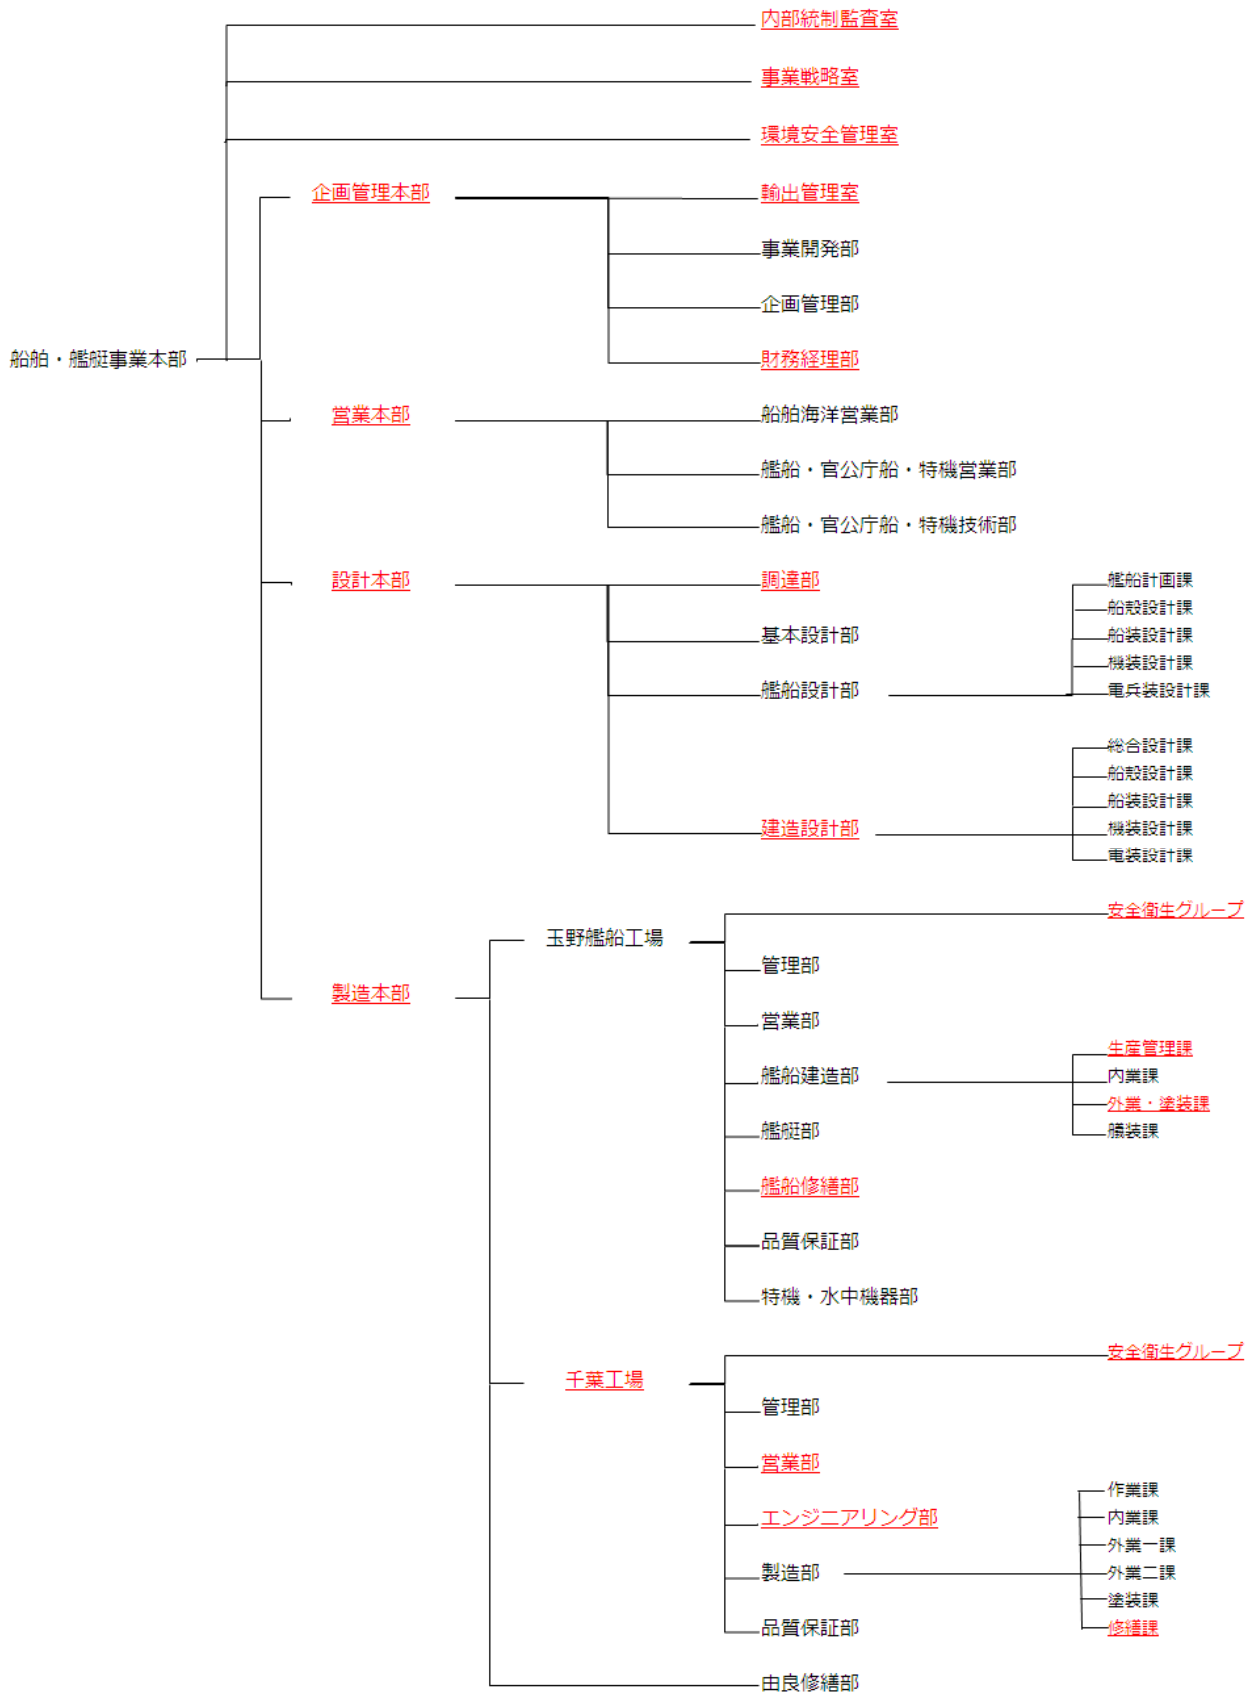 内部統制監査室
事業戦略室
環境安全管理室
企画管理本部
輸出管理室
事業開発部
企画管理部
船舶・艦艇事業本部
財務経理部
営業本部
船舶海洋営業部
艦船・官公庁船・特機営業部
艦船・官公庁船・特機技術部
設計本部
調達部
艦船計画課
船殻設計課
基本設計部
船装設計課
機装設計課
艦船設計部
電兵装設計課
総合設計課
船殻設計課
船装設計課
建造設計部
機装設計課
電装設計課
安全衛生グループ
玉野艦船工場
管理部
製造本部
営業部
生産管理課
艦船建造部
内業課
外業・塗装課
艦艇部
艤装課
艦船修繕部
品質保証部
特機・水中機器部
安全衛生グループ
千葉工場
管理部
営業部
作業課
エンジニアリング部
内業課
外業一課
製造部
外業二課
塗装課
品質保証部
修繕課
由良修繕部